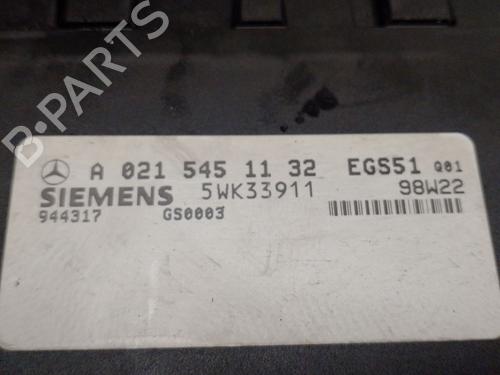 B-PARTS
A 021 545 11 32 EGS51 Q01
SIEMENS 5WK33911 98W22
944317 GS0003